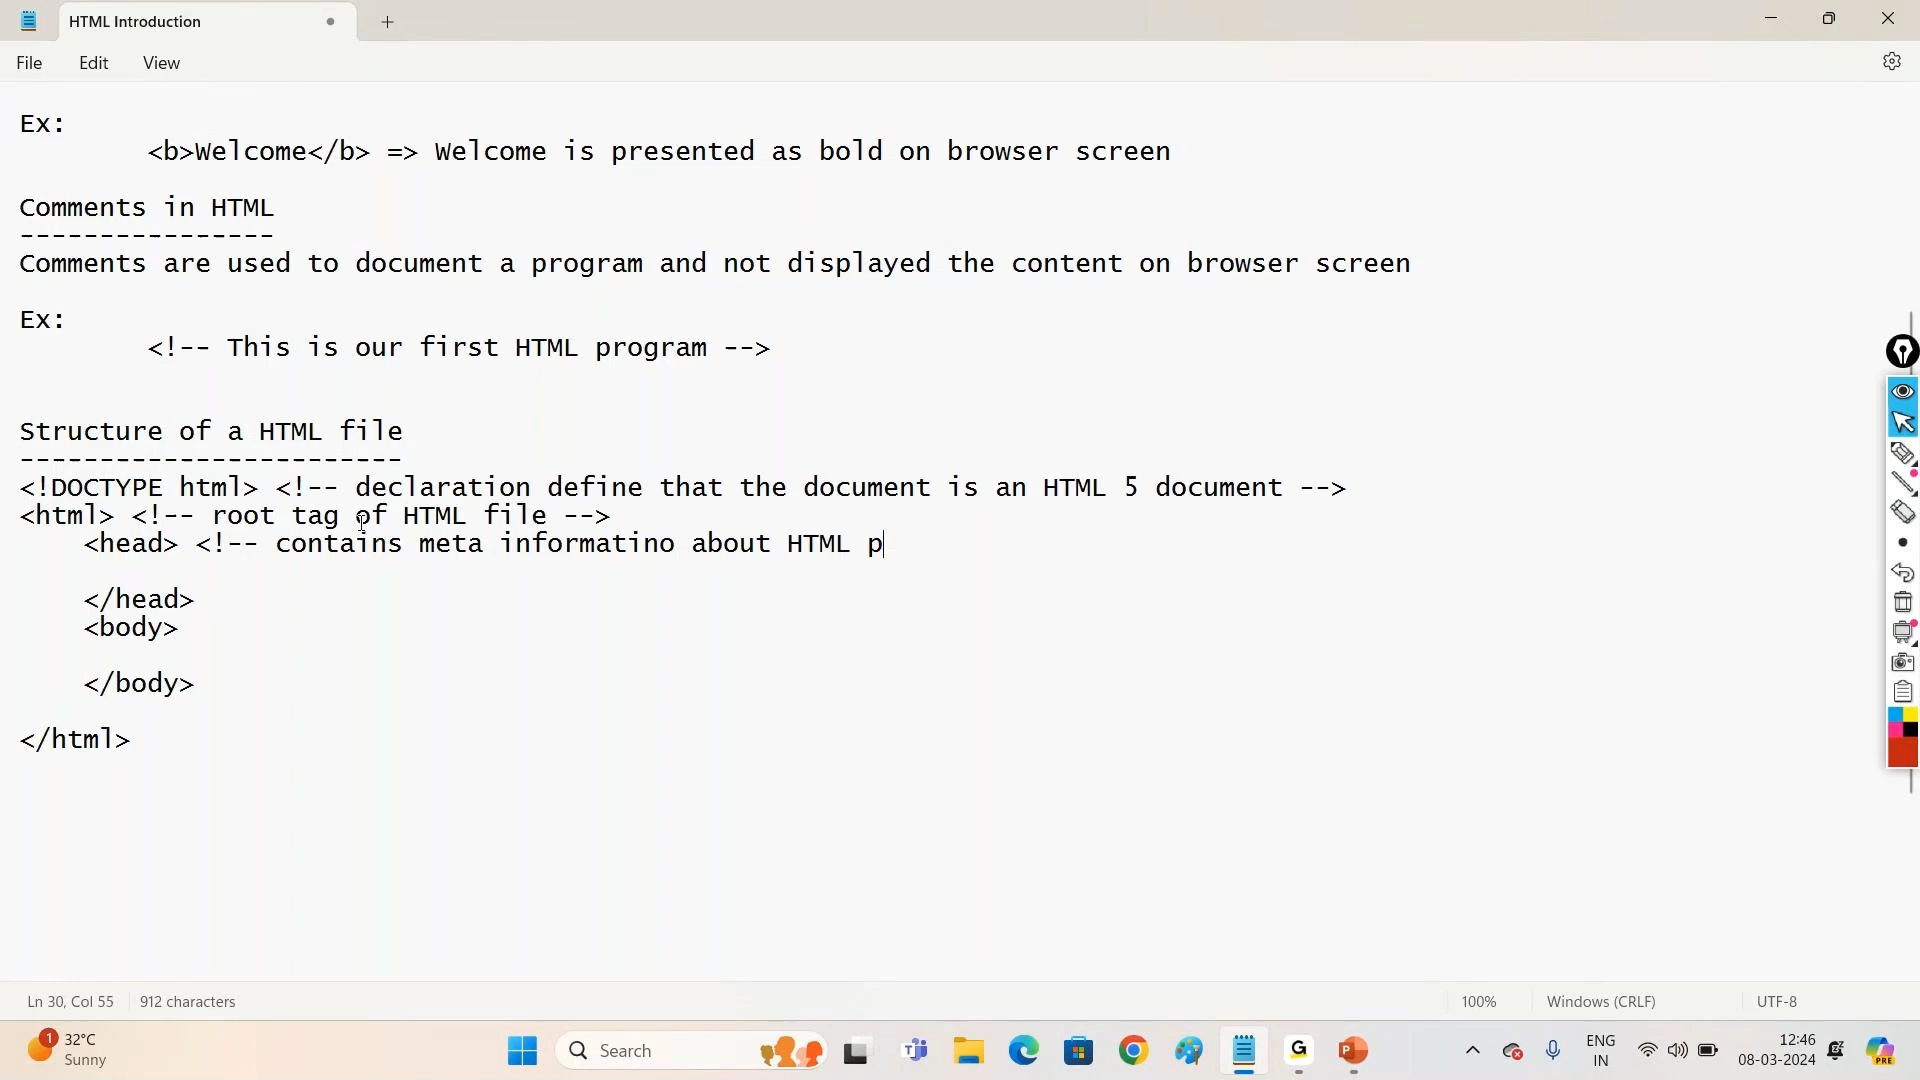 HTML Introduction
File Edit View
Ex:
<b>Welcome</b> => Welcome is presented as bold on browser screen
Comments in HTML
----------------
Comments are used to document a program and not displayed the content on browser screen
Ex:
<!-- This is our first HTML program -->
Structure of a HTML file
------------------------
<!DOCTYPE html> <!-- declaration define that the document is an HTML 5 document -->
<html> <!-- root tag of HTML file -->
<head> <!-- contains meta informatino about HTML p
</head>
<body>
</body>
</html>
Ln 30, Col 55 912 characters 100% Windows (CRLF) UTF-8
1 32°C
Sunny
Search
ENG
IN
12:46
08-03-2024
PRE